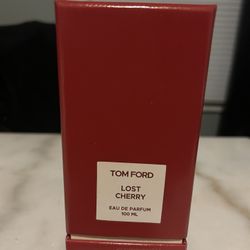 TOM FORD
LOST
CHERRY
EAU DE PARFUM
100 ML